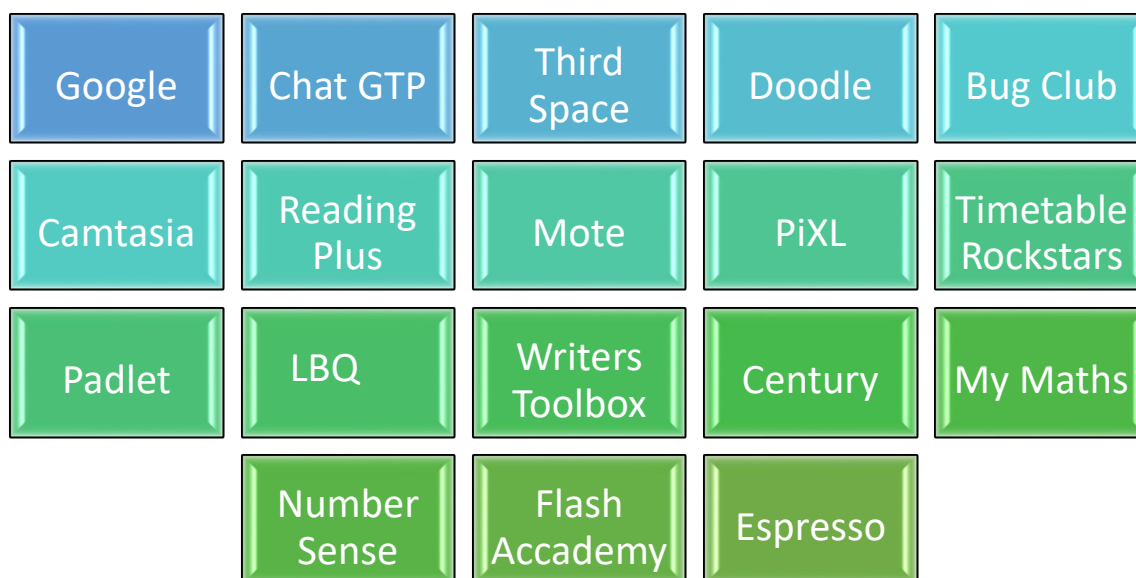 Google
Chat GTP
Third
Space
Doodle
Bug Club
Camtasia
Reading
Plus
Mote
PiXL
Timetable
Rockstars
Padlet
LBQ
Writers
Toolbox
Century
My Maths
Number
Sense
Flash
Accademy
Espresso